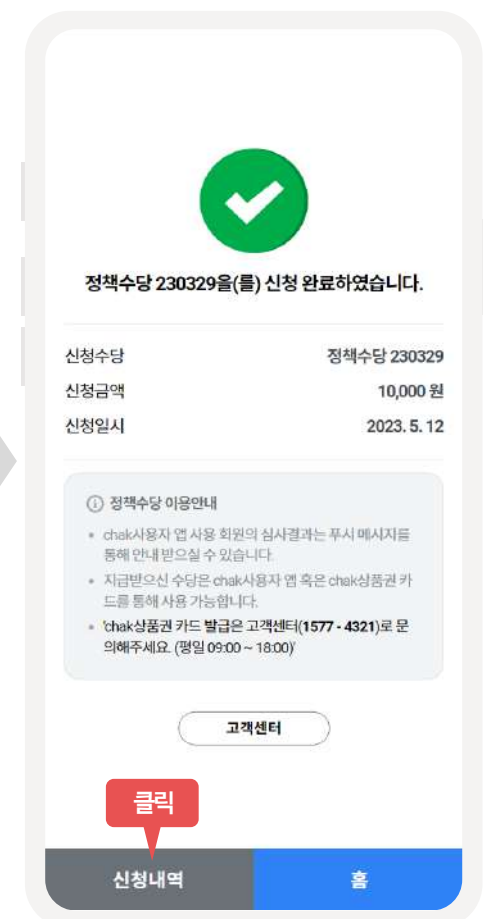 정책수당 230329을(를) 신청 완료하였습니다.
신청수당 정책수당 230329
신청금액 10,000 원
신청일시 2023. 5. 12
정책수당 이용안내
• chak사용자 앱 사용 회원의 심사결과는 푸시 메시지를
통해 안내 받으실 수 있습니다.
• 지급받으신 수당은 chak사용자 앱 혹은 chak상품권 카
드를 통해 사용 가능합니다.
• 'chak상품권 카드 발급은 고객센터(1577 - 4321)로 문
의해주세요. (평일 09:00 ~ 18:00)'
고객센터
클릭
신청내역 홈